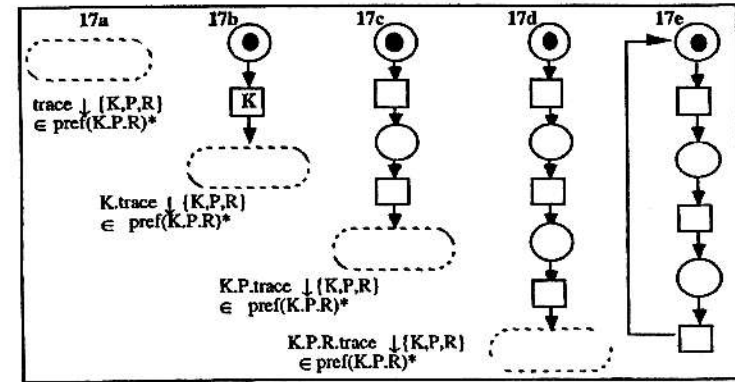 17a 17b 17c 17d 17e
K
trace ↓ {K,P,R}
∈ pref(K.P.R)*
K.trace ↓ {K,P,R}
∈ pref(K.P.R)*
K.P.trace ↓ {K,P,R}
∈ pref(K.P.R)*
K.P.R.trace ↓{K,P,R}
∈ pref(K.P.R)*